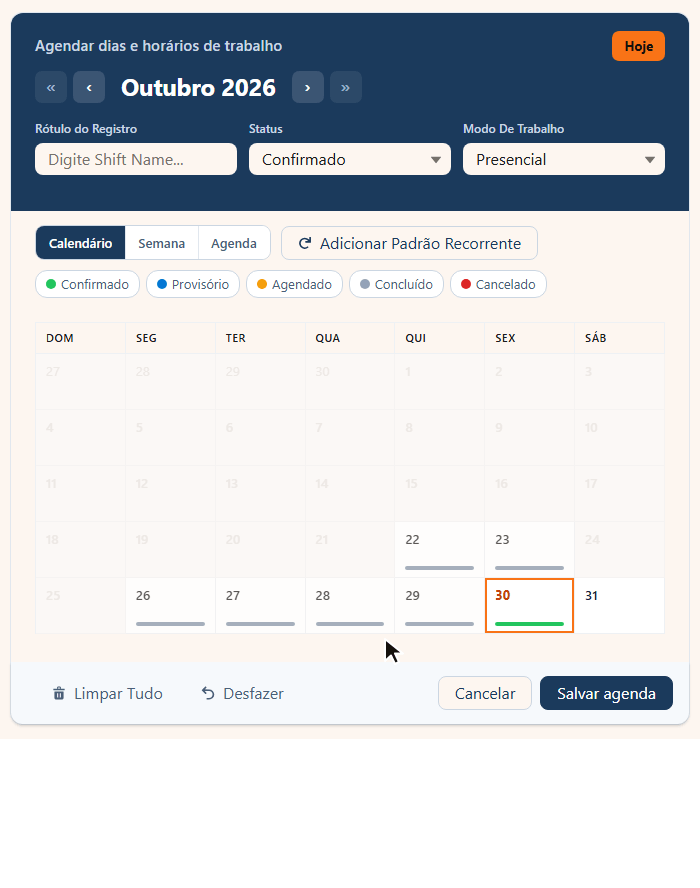 Agendar dias e horários de trabalho
Hoje
« ‹ Outubro 2026 › »
Rótulo do Registro Status Modo De Trabalho
Digite Shift Name... Confirmado Presencial
Calendário Semana Agenda Adicionar Padrão Recorrente
Confirmado Provisório Agendado Concluído Cancelado
DOM SEG TER QUA QUI SEX SÁB
27 28 29 30 1 2 3
4 5 6 7 8 9 10
11 12 13 14 15 16 17
18 19 20 21 22 23 24
25 26 27 28 29 30 31
Limpar Tudo Desfazer Cancelar Salvar agenda